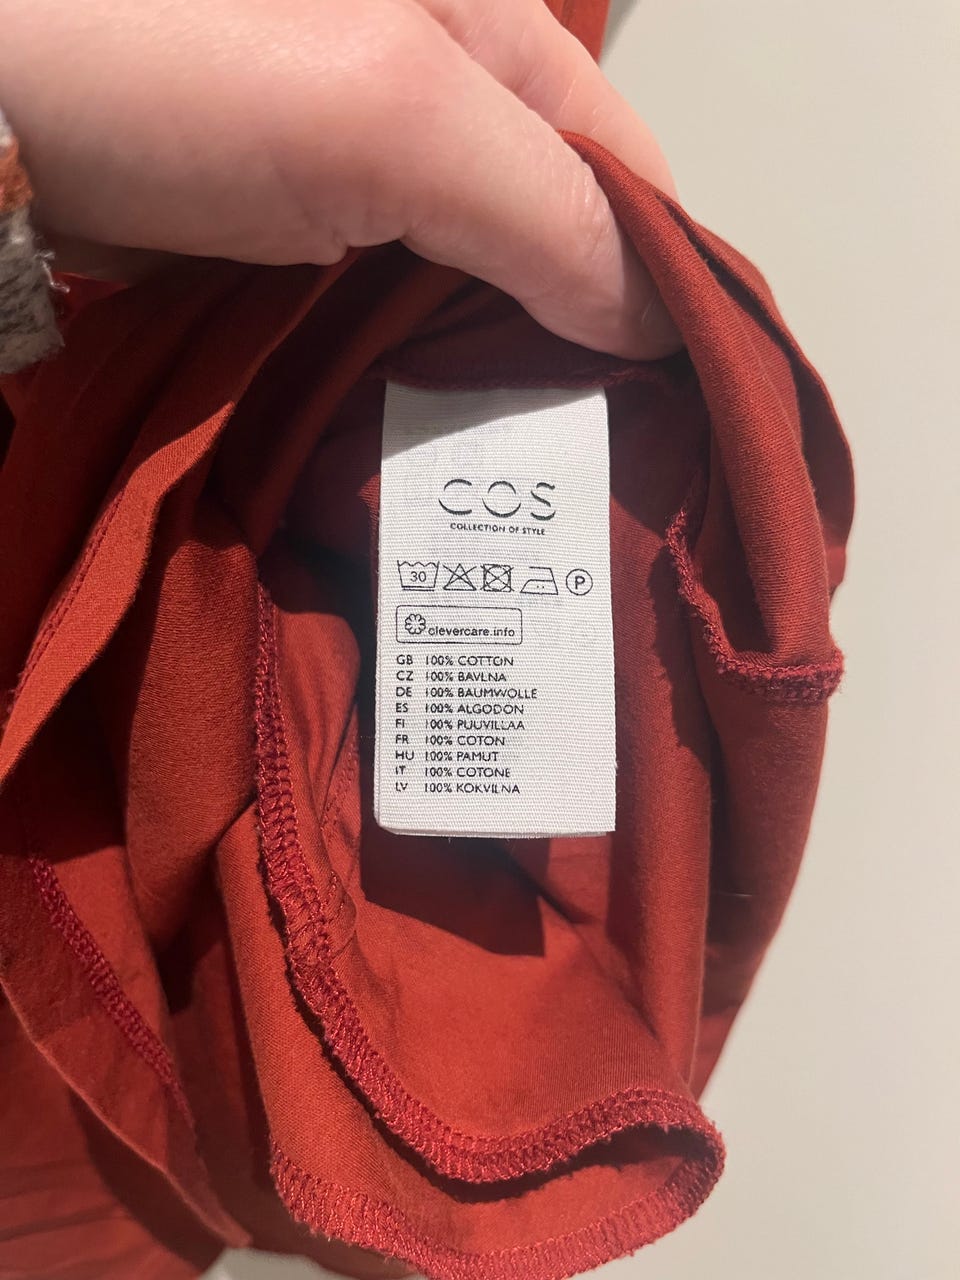 COS
COLLECTION OF STYLE
30 P
clevercare.info
GB 100% COTTON
CZ 100% BAVLNA
DE 100% BAUMWOLLE
ES 100% ALGODON
FI 100% PUUVILLAA
FR 100% COTON
HU 100% PAMUT
IT 100% COTONE
LV 100% KOKVILNA